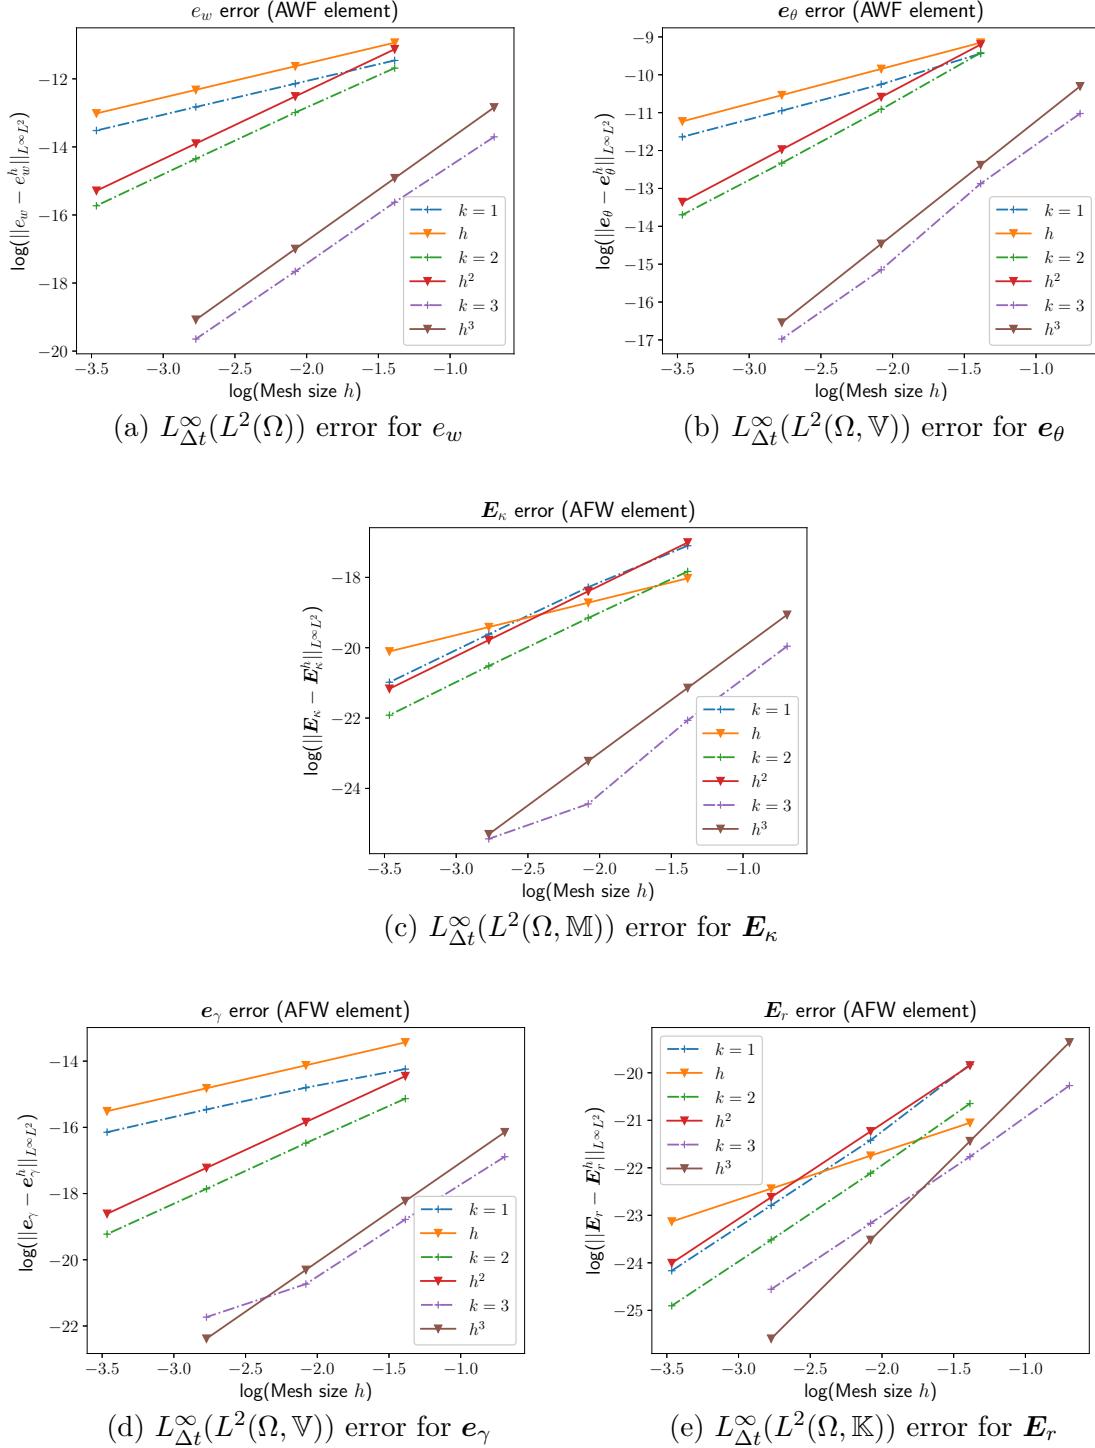 e_w error (AWF element)
log(||e_w − e_w^h||_{L^∞L^2})
−12
−14
−16
−18
−20
k = 1
h
k = 2
h^2
k = 3
h^3
−3.5 −3.0 −2.5 −2.0 −1.5 −1.0
log(Mesh size h)
(a) L^∞_{Δt}(L^2(Ω)) error for e_w
e_θ error (AWF element)
log(||e_θ − e_θ^h||_{L^∞L^2})
−9
−10
−11
−12
−13
−14
−15
−16
−17
k = 1
h
k = 2
h^2
k = 3
h^3
−3.5 −3.0 −2.5 −2.0 −1.5 −1.0
log(Mesh size h)
(b) L^∞_{Δt}(L^2(Ω, 𝕍)) error for e_θ
E_κ error (AFW element)
log(||E_κ − E_κ^h||_{L^∞L^2})
−18
−20
−22
−24
k = 1
h
k = 2
h^2
k = 3
h^3
−3.5 −3.0 −2.5 −2.0 −1.5 −1.0
log(Mesh size h)
(c) L^∞_{Δt}(L^2(Ω, 𝕄)) error for E_κ
e_γ error (AFW element)
log(||e_γ − e_γ^h||_{L^∞L^2})
−14
−16
−18
−20
−22
k = 1
h
k = 2
h^2
k = 3
h^3
−3.5 −3.0 −2.5 −2.0 −1.5 −1.0
log(Mesh size h)
(d) L^∞_{Δt}(L^2(Ω, 𝕍)) error for e_γ
E_r error (AFW element)
log(||E_r − E_r^h||_{L^∞L^2})
−20
−21
−22
−23
−24
−25
k = 1
h
k = 2
h^2
k = 3
h^3
−3.5 −3.0 −2.5 −2.0 −1.5 −1.0
log(Mesh size h)
(e) L^∞_{Δt}(L^2(Ω, 𝕂)) error for E_r